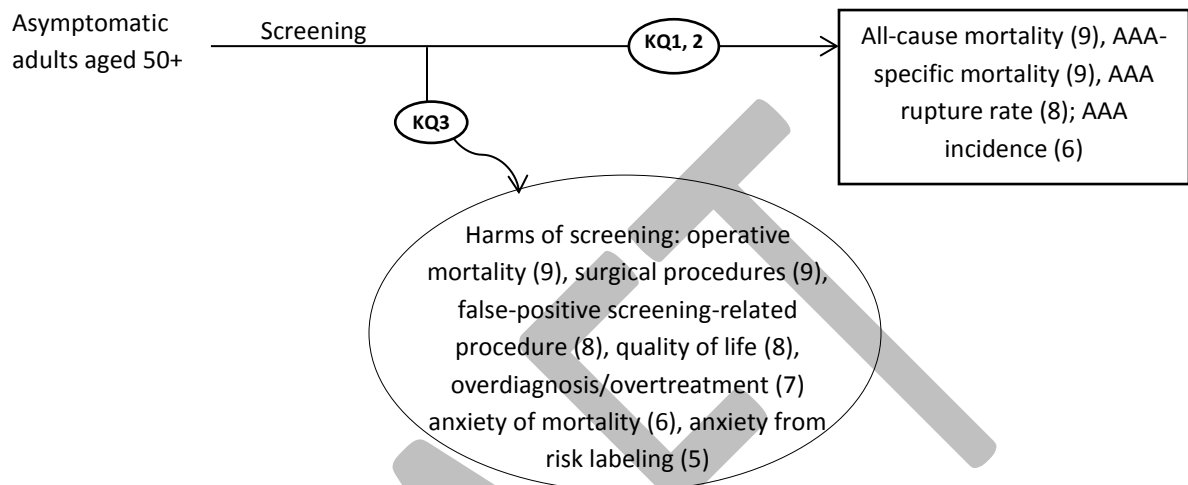 Asymptomatic
adults aged 50+
Screening
KQ1, 2
All-cause mortality (9), AAA-
specific mortality (9), AAA
rupture rate (8); AAA
incidence (6)
KQ3
Harms of screening: operative
mortality (9), surgical procedures (9),
false-positive screening-related
procedure (8), quality of life (8),
overdiagnosis/overtreatment (7)
anxiety of mortality (6), anxiety from
risk labeling (5)